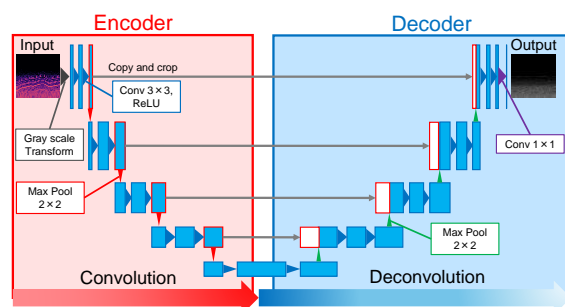 Encoder
Decoder
Input
Output
Copy and crop
Conv 3×3,
ReLU
Gray scale
Transform
Conv 1×1
Max Pool
2×2
Max Pool
2×2
Convolution
Deconvolution